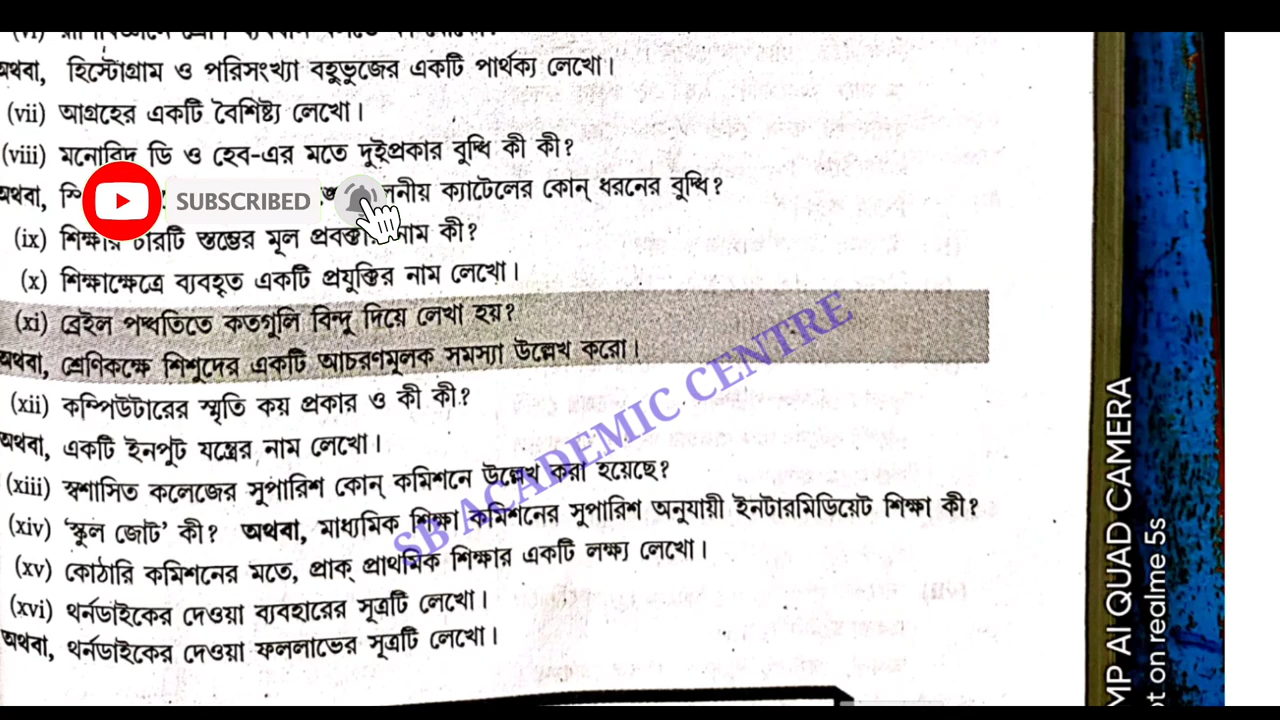 অথবা, হিস্টোগ্রাম ও পরিসংখ্যা বহুভুজের একটি পার্থক্য লেখো।
(vii) আগ্রহের একটি বৈশিষ্ট্য লেখো।
(viii) মনোবিদ ডি ও হেব-এর মতে দুইপ্রকার বুদ্ধি কী কী?
অথবা, নীয় ক্যাটেলের কোন্ ধরনের বুদ্ধি?
SUBSCRIBED
(ix) শিক্ষার চারটি স্তম্ভের মূল প্রবক্তার নাম কী?
(x) শিক্ষাক্ষেত্রে ব্যবহৃত একটি প্রযুক্তির নাম লেখো।
(xi) ব্রেইল পদ্ধতিতে কতগুলি বিন্দু দিয়ে লেখা হয়?
অথবা, শ্রেণিকক্ষে শিশুদের একটি আচরণমূলক সমস্যা উল্লেখ করো।
(xii) কম্পিউটারের স্মৃতি কয় প্রকার ও কী কী?
অথবা, একটি ইনপুট যন্ত্রের নাম লেখো।
(xiii) স্বশাসিত কলেজের সুপারিশ কোন্ কমিশনে উল্লেখ করা হয়েছে?
(xiv) ‘স্কুল জোট’ কী? অথবা, মাধ্যমিক শিক্ষা কমিশনের সুপারিশ অনুযায়ী ইনটারমিডিয়েট শিক্ষা কী?
(xv) কোঠারি কমিশনের মতে, প্রাক্ প্রাথমিক শিক্ষার একটি লক্ষ্য লেখো।
(xvi) থর্নডাইকের দেওয়া ব্যবহারের সূত্রটি লেখো।
অথবা, থর্নডাইকের দেওয়া ফললাভের সূত্রটি লেখো।
SB ACADEMIC CENTRE
MP AI QUAD CAMERA
ot on realme 5s